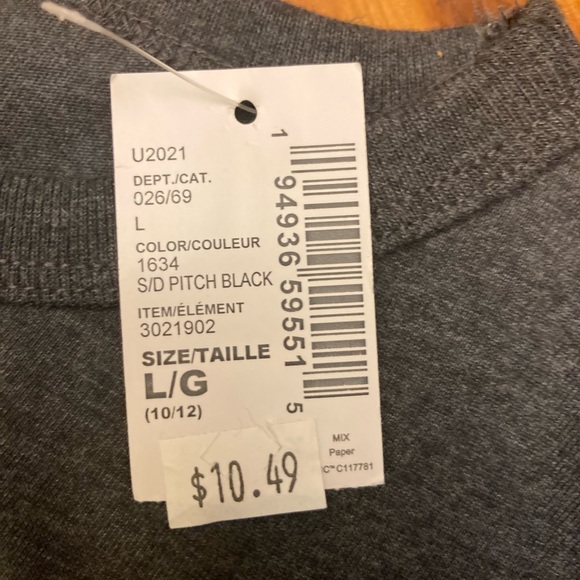 U2021
DEPT./CAT.
026/69
L
COLOR/COULEUR
1634
S/D PITCH BLACK
ITEM/ÉLÉMENT
3021902
SIZE/TAILLE
L/G
(10/12)
1 94936 59551 5
MIX
Paper
C™ C117781
$10.49